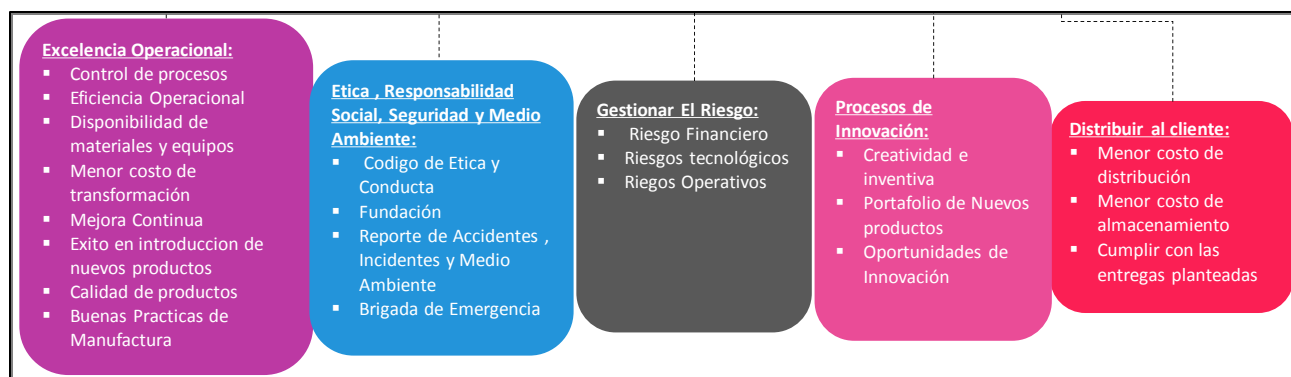 Excelencia Operacional:
▪ Control de procesos
▪ Eficiencia Operacional
▪ Disponibilidad de
materiales y equipos
▪ Menor costo de
transformación
▪ Mejora Continua
▪ Exito en introduccion de
nuevos productos
▪ Calidad de productos
▪ Buenas Practicas de
Manufactura
Etica , Responsabilidad
Social, Seguridad y Medio
Ambiente:
▪ Codigo de Etica y
Conducta
▪ Fundación
▪ Reporte de Accidentes ,
Incidentes y Medio
Ambiente
▪ Brigada de Emergencia
Gestionar El Riesgo:
▪ Riesgo Financiero
▪ Riesgos tecnológicos
▪ Riegos Operativos
Procesos de
Innovación:
▪ Creatividad e
inventiva
▪ Portafolio de Nuevos
productos
▪ Oportunidades de
Innovación
Distribuir al cliente:
▪ Menor costo de
distribución
▪ Menor costo de
almacenamiento
▪ Cumplir con las
entregas planteadas